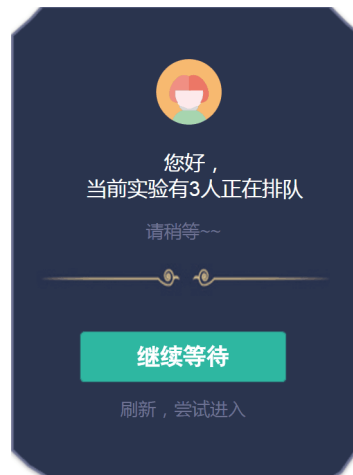 您好，
当前实验有3人正在排队
请稍等~~
继续等待
刷新，尝试进入